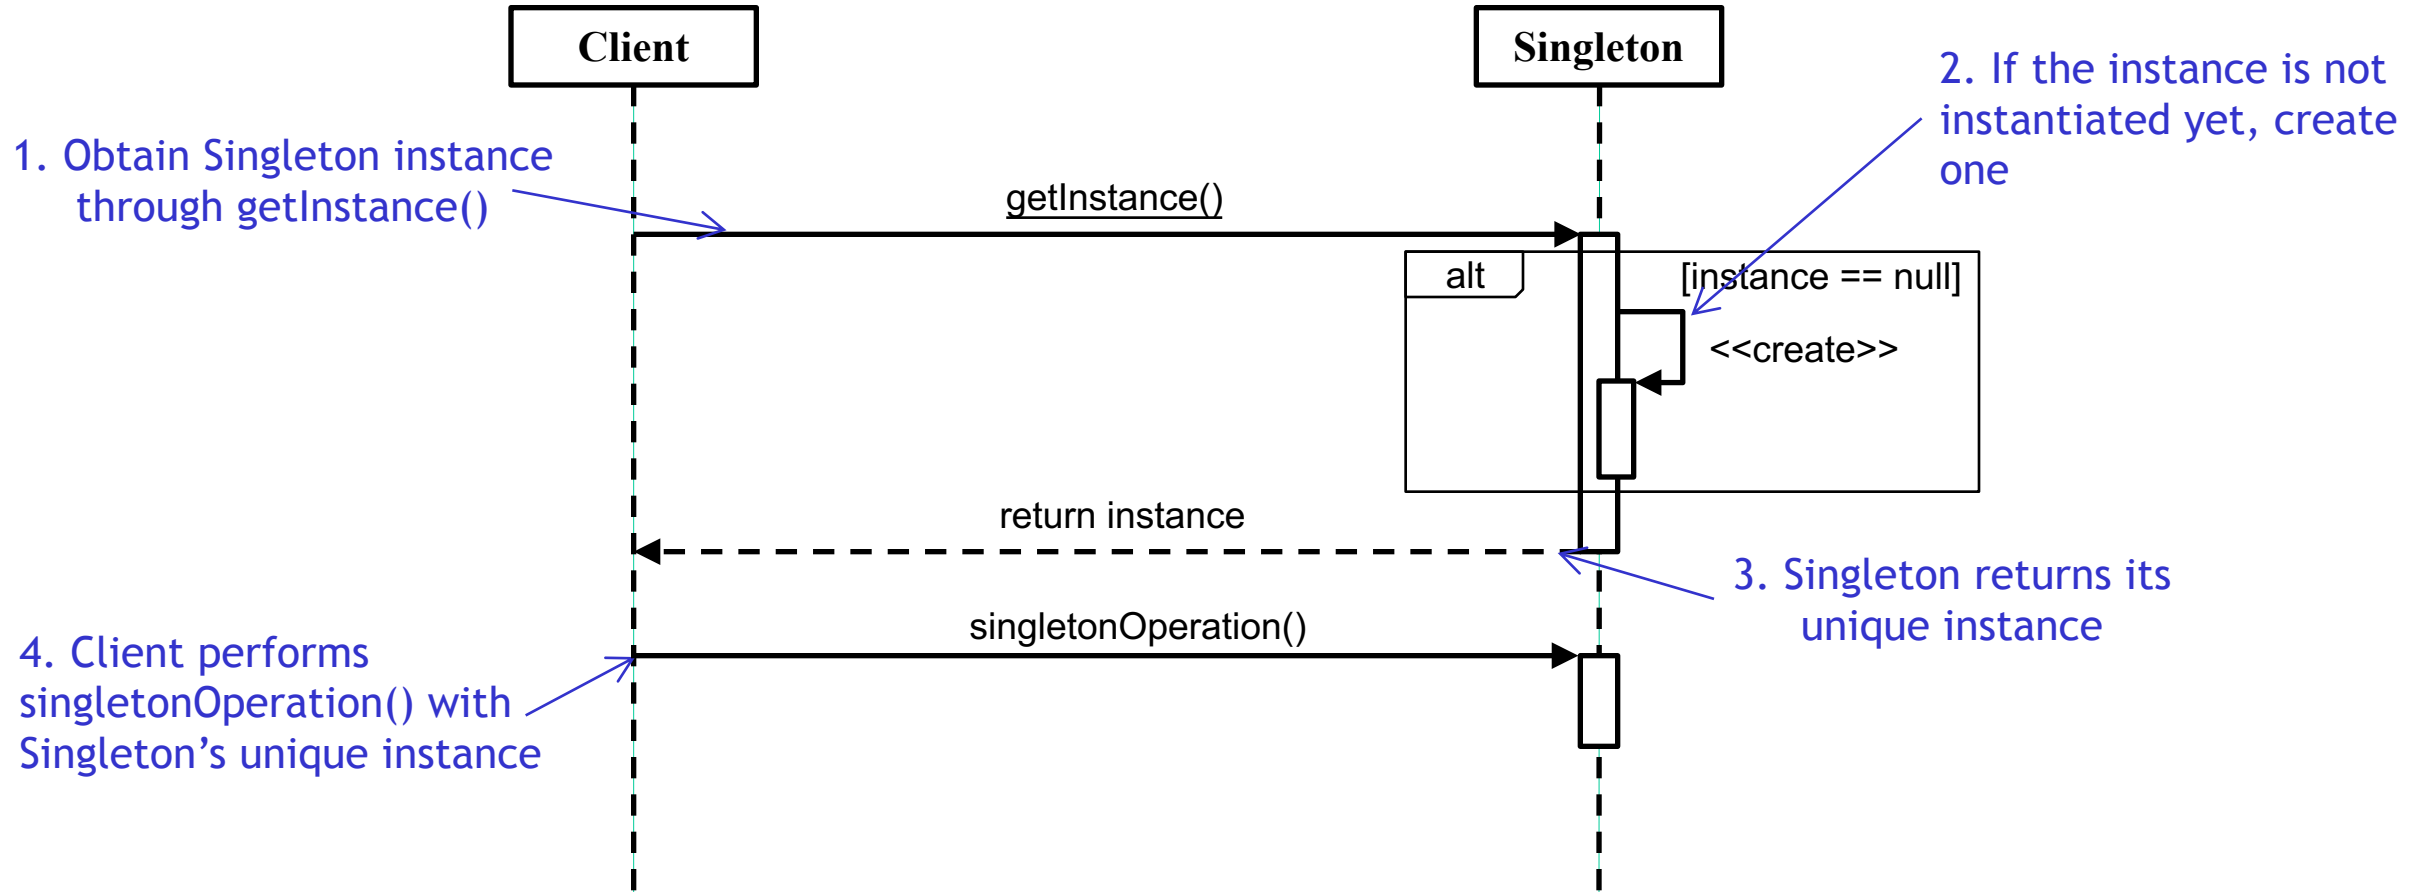 Client
Singleton
2. If the instance is not
instantiated yet, create
one
1. Obtain Singleton instance
through getInstance()
getInstance()
alt
[instance == null]
<<create>>
return instance
3. Singleton returns its
unique instance
singletonOperation()
4. Client performs
singletonOperation() with
Singleton’s unique instance